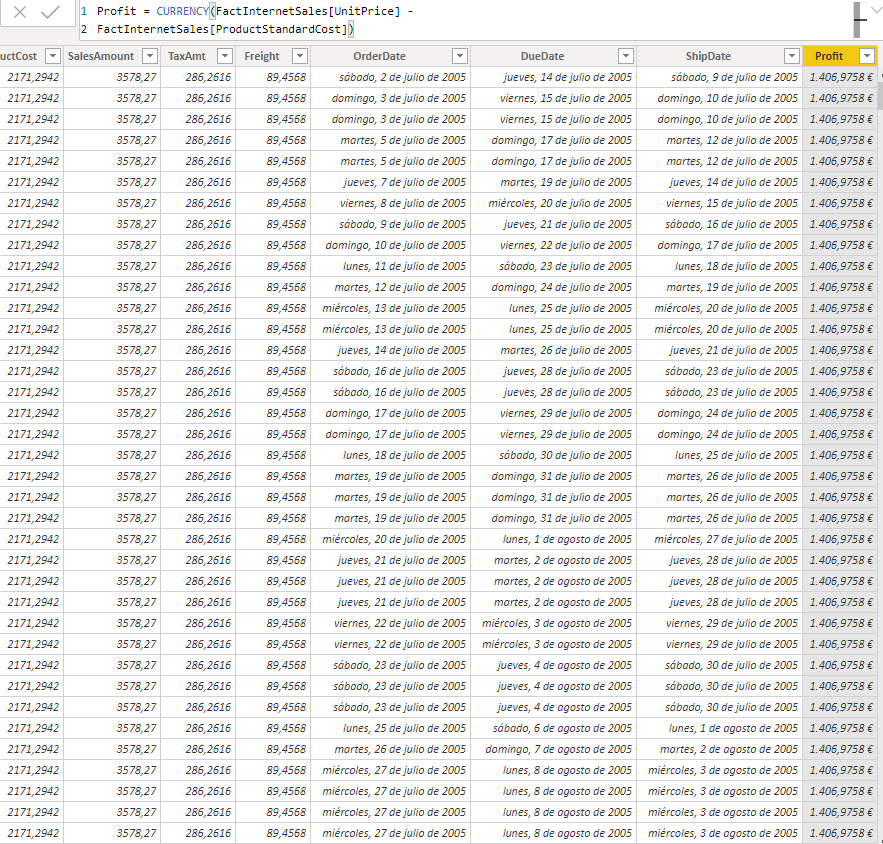 1 Profit = CURRENCY(FactInternetSales[UnitPrice] -
2 FactInternetSales[ProductStandardCost])
uctCost SalesAmount TaxAmt Freight OrderDate DueDate ShipDate Profit
2171,2942 3578,27 286,2616 89,4568 sábado, 2 de julio de 2005 jueves, 14 de julio de 2005 sábado, 9 de julio de 2005 1.406,9758 €
2171,2942 3578,27 286,2616 89,4568 domingo, 3 de julio de 2005 viernes, 15 de julio de 2005 domingo, 10 de julio de 2005 1.406,9758 €
2171,2942 3578,27 286,2616 89,4568 domingo, 3 de julio de 2005 viernes, 15 de julio de 2005 domingo, 10 de julio de 2005 1.406,9758 €
2171,2942 3578,27 286,2616 89,4568 martes, 5 de julio de 2005 domingo, 17 de julio de 2005 martes, 12 de julio de 2005 1.406,9758 €
2171,2942 3578,27 286,2616 89,4568 martes, 5 de julio de 2005 domingo, 17 de julio de 2005 martes, 12 de julio de 2005 1.406,9758 €
2171,2942 3578,27 286,2616 89,4568 jueves, 7 de julio de 2005 martes, 19 de julio de 2005 jueves, 14 de julio de 2005 1.406,9758 €
2171,2942 3578,27 286,2616 89,4568 viernes, 8 de julio de 2005 miércoles, 20 de julio de 2005 viernes, 15 de julio de 2005 1.406,9758 €
2171,2942 3578,27 286,2616 89,4568 sábado, 9 de julio de 2005 jueves, 21 de julio de 2005 sábado, 16 de julio de 2005 1.406,9758 €
2171,2942 3578,27 286,2616 89,4568 domingo, 10 de julio de 2005 viernes, 22 de julio de 2005 domingo, 17 de julio de 2005 1.406,9758 €
2171,2942 3578,27 286,2616 89,4568 lunes, 11 de julio de 2005 sábado, 23 de julio de 2005 lunes, 18 de julio de 2005 1.406,9758 €
2171,2942 3578,27 286,2616 89,4568 martes, 12 de julio de 2005 domingo, 24 de julio de 2005 martes, 19 de julio de 2005 1.406,9758 €
2171,2942 3578,27 286,2616 89,4568 miércoles, 13 de julio de 2005 lunes, 25 de julio de 2005 miércoles, 20 de julio de 2005 1.406,9758 €
2171,2942 3578,27 286,2616 89,4568 miércoles, 13 de julio de 2005 lunes, 25 de julio de 2005 miércoles, 20 de julio de 2005 1.406,9758 €
2171,2942 3578,27 286,2616 89,4568 jueves, 14 de julio de 2005 martes, 26 de julio de 2005 jueves, 21 de julio de 2005 1.406,9758 €
2171,2942 3578,27 286,2616 89,4568 sábado, 16 de julio de 2005 jueves, 28 de julio de 2005 sábado, 23 de julio de 2005 1.406,9758 €
2171,2942 3578,27 286,2616 89,4568 sábado, 16 de julio de 2005 jueves, 28 de julio de 2005 sábado, 23 de julio de 2005 1.406,9758 €
2171,2942 3578,27 286,2616 89,4568 domingo, 17 de julio de 2005 viernes, 29 de julio de 2005 domingo, 24 de julio de 2005 1.406,9758 €
2171,2942 3578,27 286,2616 89,4568 domingo, 17 de julio de 2005 viernes, 29 de julio de 2005 domingo, 24 de julio de 2005 1.406,9758 €
2171,2942 3578,27 286,2616 89,4568 lunes, 18 de julio de 2005 sábado, 30 de julio de 2005 lunes, 25 de julio de 2005 1.406,9758 €
2171,2942 3578,27 286,2616 89,4568 martes, 19 de julio de 2005 domingo, 31 de julio de 2005 martes, 26 de julio de 2005 1.406,9758 €
2171,2942 3578,27 286,2616 89,4568 martes, 19 de julio de 2005 domingo, 31 de julio de 2005 martes, 26 de julio de 2005 1.406,9758 €
2171,2942 3578,27 286,2616 89,4568 martes, 19 de julio de 2005 domingo, 31 de julio de 2005 martes, 26 de julio de 2005 1.406,9758 €
2171,2942 3578,27 286,2616 89,4568 miércoles, 20 de julio de 2005 lunes, 1 de agosto de 2005 miércoles, 27 de julio de 2005 1.406,9758 €
2171,2942 3578,27 286,2616 89,4568 jueves, 21 de julio de 2005 martes, 2 de agosto de 2005 jueves, 28 de julio de 2005 1.406,9758 €
2171,2942 3578,27 286,2616 89,4568 jueves, 21 de julio de 2005 martes, 2 de agosto de 2005 jueves, 28 de julio de 2005 1.406,9758 €
2171,2942 3578,27 286,2616 89,4568 jueves, 21 de julio de 2005 martes, 2 de agosto de 2005 jueves, 28 de julio de 2005 1.406,9758 €
2171,2942 3578,27 286,2616 89,4568 viernes, 22 de julio de 2005 miércoles, 3 de agosto de 2005 viernes, 29 de julio de 2005 1.406,9758 €
2171,2942 3578,27 286,2616 89,4568 viernes, 22 de julio de 2005 miércoles, 3 de agosto de 2005 viernes, 29 de julio de 2005 1.406,9758 €
2171,2942 3578,27 286,2616 89,4568 sábado, 23 de julio de 2005 jueves, 4 de agosto de 2005 sábado, 30 de julio de 2005 1.406,9758 €
2171,2942 3578,27 286,2616 89,4568 sábado, 23 de julio de 2005 jueves, 4 de agosto de 2005 sábado, 30 de julio de 2005 1.406,9758 €
2171,2942 3578,27 286,2616 89,4568 sábado, 23 de julio de 2005 jueves, 4 de agosto de 2005 sábado, 30 de julio de 2005 1.406,9758 €
2171,2942 3578,27 286,2616 89,4568 lunes, 25 de julio de 2005 sábado, 6 de agosto de 2005 lunes, 1 de agosto de 2005 1.406,9758 €
2171,2942 3578,27 286,2616 89,4568 martes, 26 de julio de 2005 domingo, 7 de agosto de 2005 martes, 2 de agosto de 2005 1.406,9758 €
2171,2942 3578,27 286,2616 89,4568 miércoles, 27 de julio de 2005 lunes, 8 de agosto de 2005 miércoles, 3 de agosto de 2005 1.406,9758 €
2171,2942 3578,27 286,2616 89,4568 miércoles, 27 de julio de 2005 lunes, 8 de agosto de 2005 miércoles, 3 de agosto de 2005 1.406,9758 €
2171,2942 3578,27 286,2616 89,4568 miércoles, 27 de julio de 2005 lunes, 8 de agosto de 2005 miércoles, 3 de agosto de 2005 1.406,9758 €
2171,2942 3578,27 286,2616 89,4568 miércoles, 27 de julio de 2005 lunes, 8 de agosto de 2005 miércoles, 3 de agosto de 2005 1.406,9758 €